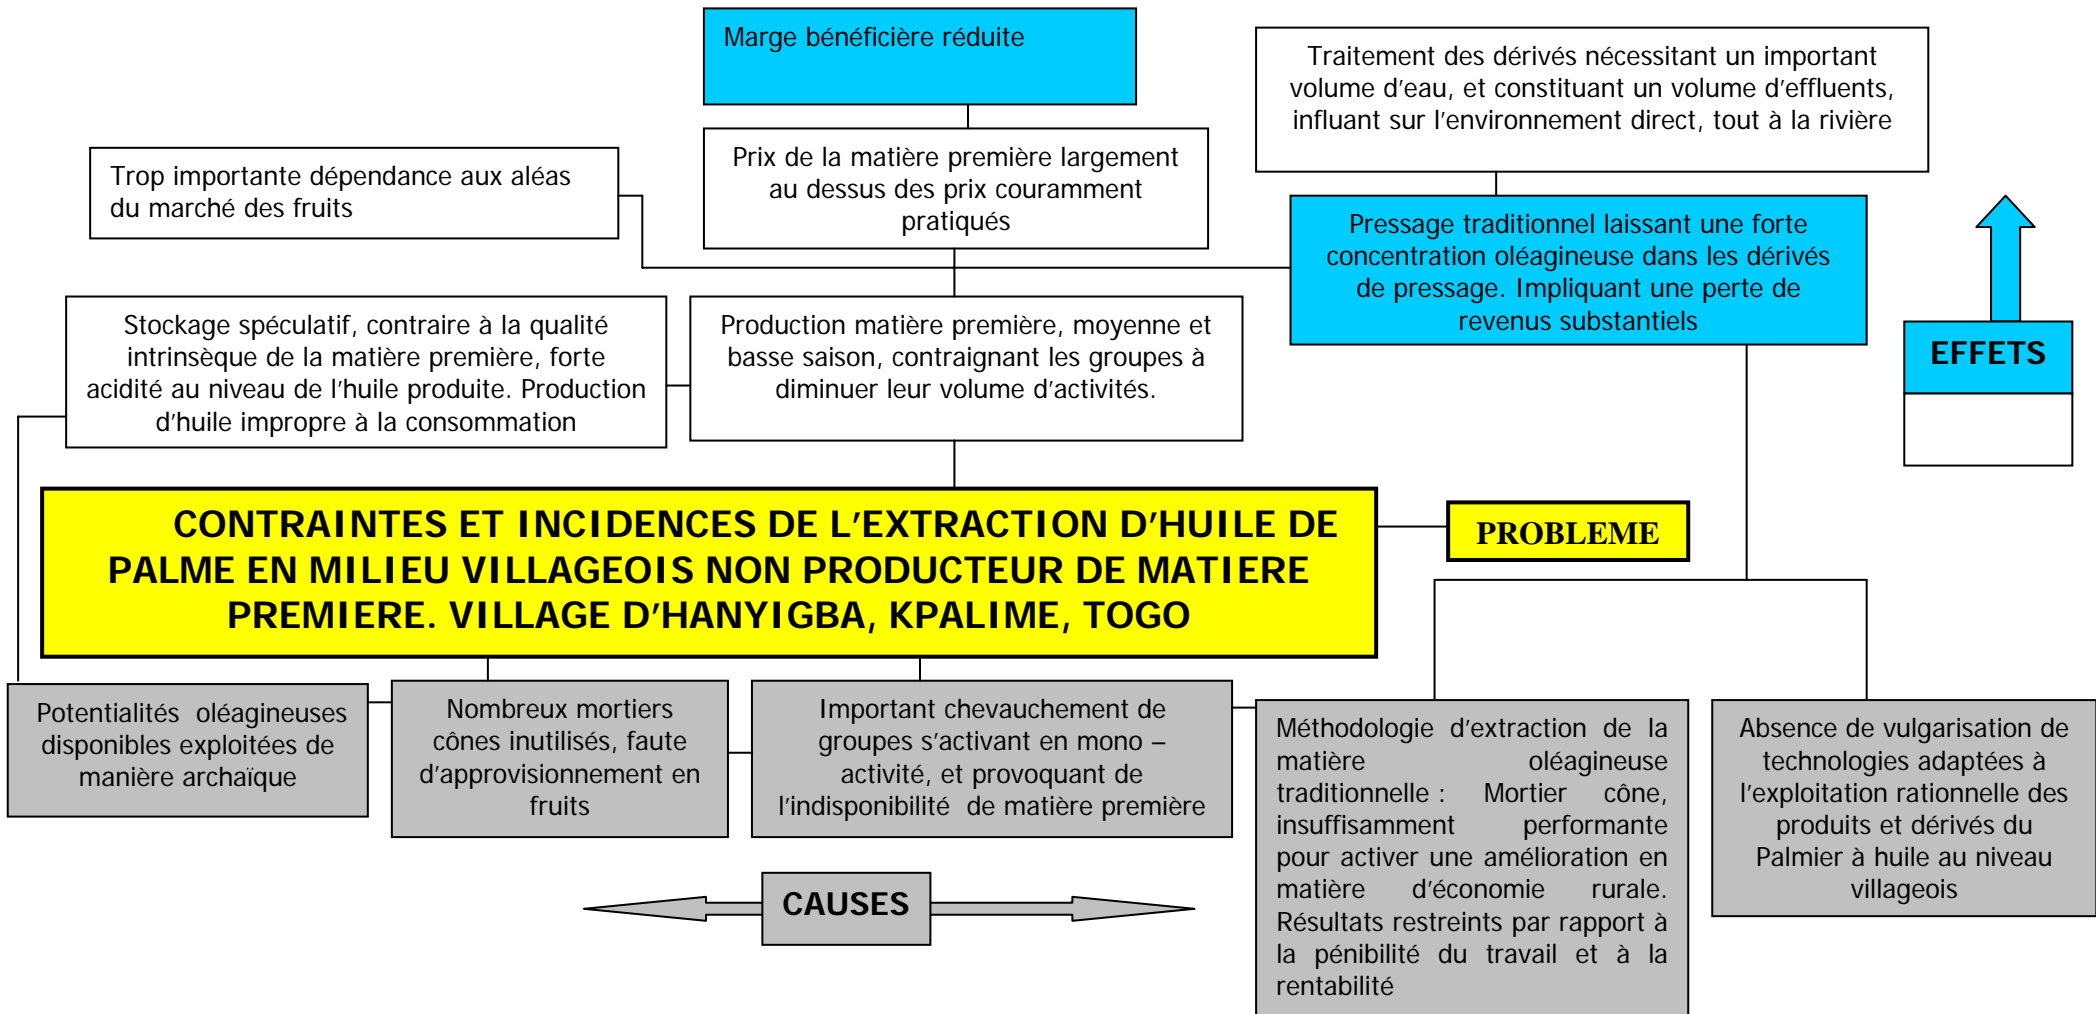 Marge bénéficière réduite
Traitement des dérivés nécessitant un important
volume d'eau, et constituant un volume d'effluents,
influant sur l'environnement direct, tout à la rivière
Trop importante dépendance aux aléas
du marché des fruits
Prix de la matière première largement
au dessus des prix couramment
pratiqués
Pressage traditionnel laissant une forte
concentration oléagineuse dans les dérivés
de pressage. Impliquant une perte de
revenus substantiels
Stockage spéculatif, contraire à la qualité
intrinsèque de la matière première, forte
acidité au niveau de l'huile produite. Production
d'huile impropre à la consommation
Production matière première, moyenne et
basse saison, contraignant les groupes à
diminuer leur volume d'activités.
EFFETS
CONTRAINTES ET INCIDENCES DE L'EXTRACTION D'HUILE DE
PALME EN MILIEU VILLAGEOIS NON PRODUCTEUR DE MATIERE
PREMIERE. VILLAGE D'HANYIGBA, KPALIME, TOGO
PROBLEME
Potentialités oléagineuses
disponibles exploitées de
manière archaïque
Nombreux mortiers
cônes inutilisés, faute
d'approvisionnement en
fruits
Important chevauchement de
groupes s'activant en mono –
activité, et provoquant de
l'indisponibilité de matière première
Méthodologie d'extraction de la
matière oléagineuse
traditionnelle : Mortier cône,
insuffisamment performante
pour activer une amélioration en
matière d'économie rurale.
Résultats restreints par rapport à
la pénibilité du travail et à la
rentabilité
Absence de vulgarisation de
technologies adaptées à
l'exploitation rationnelle des
produits et dérivés du
Palmier à huile au niveau
villageois
CAUSES